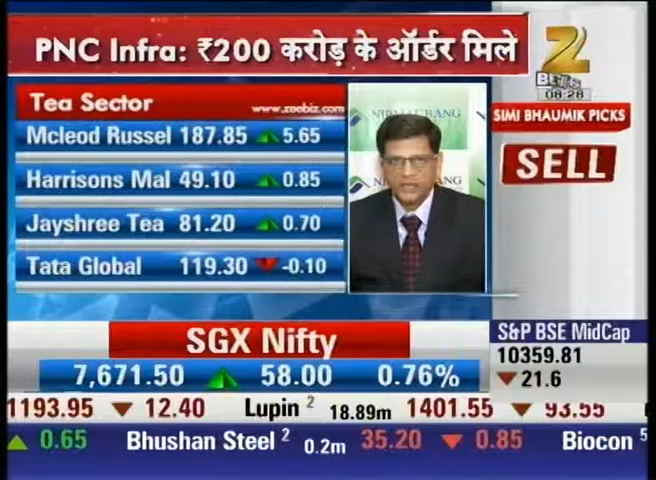 PNC Infra: ₹200 करोड़ के ऑर्डर मिले
Z
08:28
Tea Sector www.zeebiz.com
Mcleod Russel 187.85 ▲ 5.65
Harrisons Mal 49.10 ▲ 0.85
Jayshree Tea 81.20 ▲ 0.70
Tata Global 119.30 ▼ -0.10
NIRMAL BANG
SIMI BHAUMIK PICKS
SELL
SGX Nifty
7,671.50 ▲ 58.00 0.76%
S&P BSE MidCap
10359.81
▼ 21.6
1193.95 ▼ 12.40 Lupin 2 18.89m 1401.55 ▼ 93.55
▲ 0.65 Bhushan Steel 2 0.2m 35.20 ▼ 0.85 Biocon 5